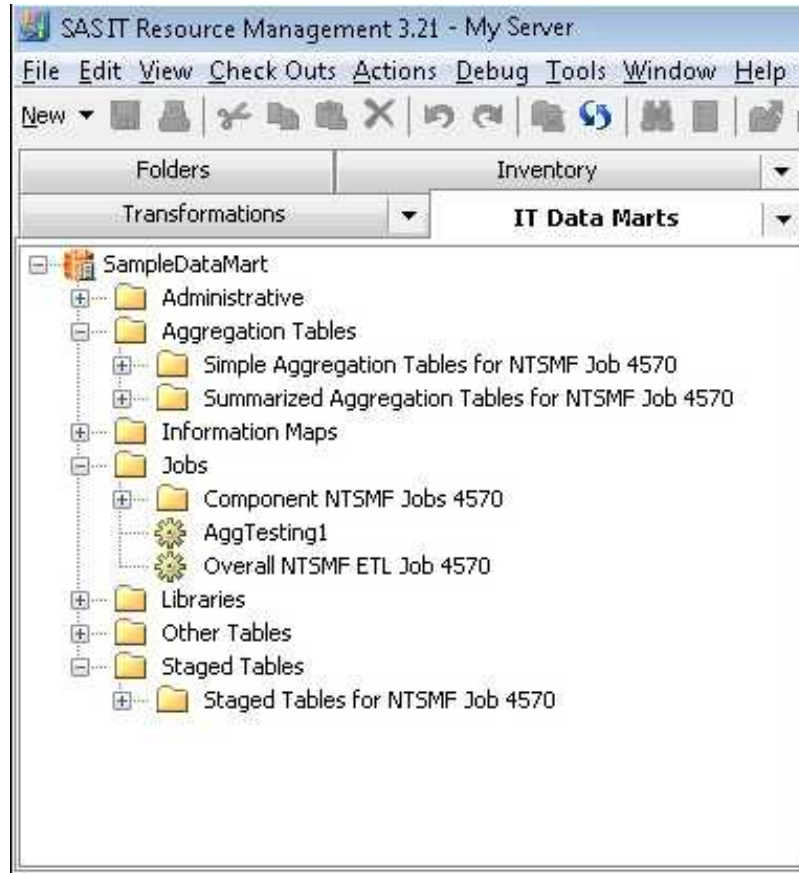 SAS IT Resource Management 3.21 - My Server
File Edit View Check Outs Actions Debug Tools Window Help
New
Folders Inventory
Transformations IT Data Marts
SampleDataMart
Administrative
Aggregation Tables
Simple Aggregation Tables for NTSMF Job 4570
Summarized Aggregation Tables for NTSMF Job 4570
Information Maps
Jobs
Component NTSMF Jobs 4570
AggTesting1
Overall NTSMF ETL Job 4570
Libraries
Other Tables
Staged Tables
Staged Tables for NTSMF Job 4570